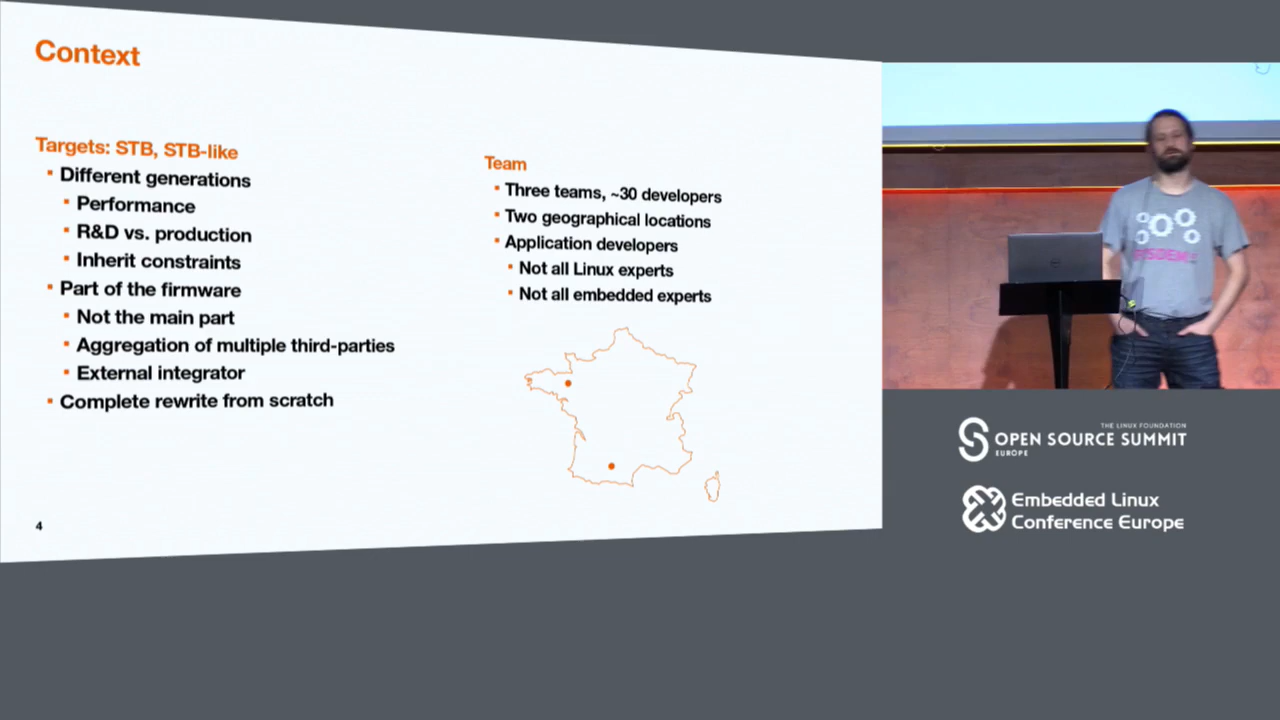 Context
Targets: STB, STB-like
Different generations
Performance
R&D vs. production
Inherit constraints
Part of the firmware
Not the main part
Aggregation of multiple third-parties
External integrator
Complete rewrite from scratch
Team
Three teams, ~30 developers
Two geographical locations
Application developers
Not all Linux experts
Not all embedded experts
4
THE LINUX FOUNDATION
OPEN SOURCE SUMMIT
EUROPE
Embedded Linux
Conference Europe